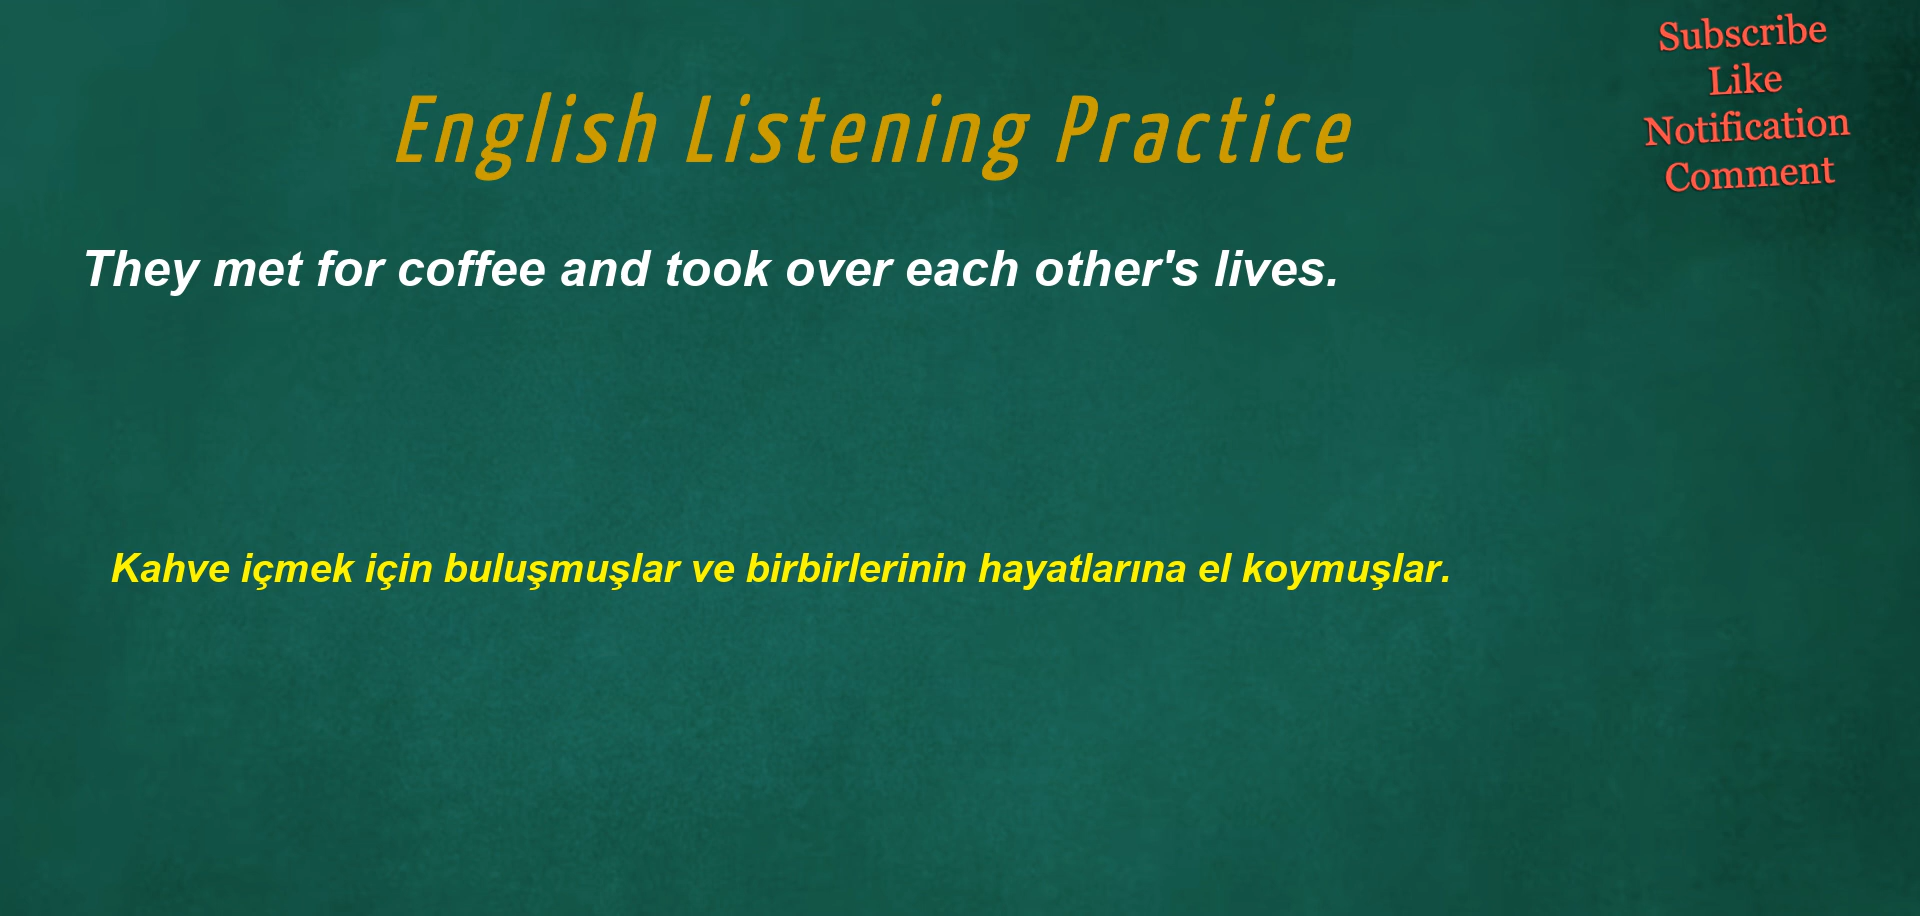 Subscribe
Like
Notification
Comment
English Listening Practice
They met for coffee and took over each other's lives.
Kahve içmek için buluşmuşlar ve birbirlerinin hayatlarına el koymuşlar.